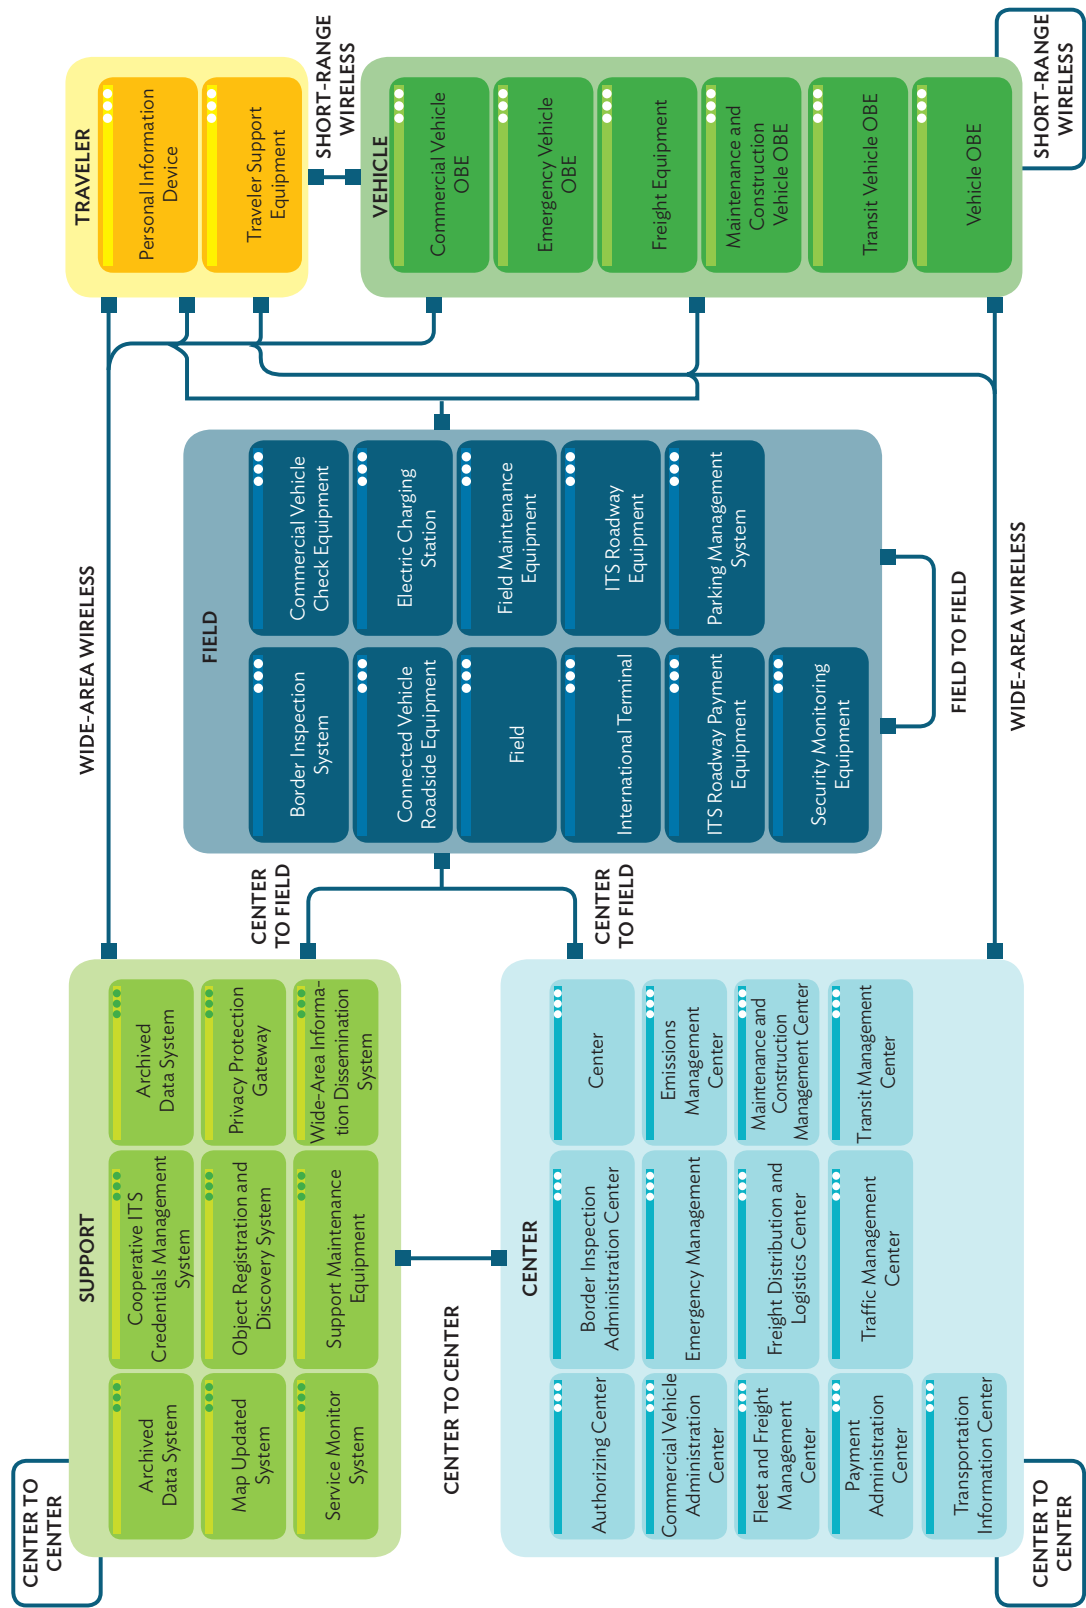 CENTER TO
CENTER
SUPPORT
Archived
Data System
Cooperative ITS
Credentials Management
System
Archived
Data System
Map Updated
System
Object Registration and
Discovery System
Privacy Protection
Gateway
Service Monitor
System
Support Maintenance
Equipment
Wide-Area Informa-
tion Dissemination
System
WIDE-AREA WIRELESS
TRAVELER
Personal Information
Device
Traveler Support
Equipment
CENTER
TO FIELD
SHORT-RANGE
WIRELESS
FIELD
Border Inspection
System
Commercial Vehicle
Check Equipment
Connected Vehicle
Roadside Equipment
Electric Charging
Station
Field
Field Maintenance
Equipment
International Terminal
ITS Roadway
Equipment
ITS Roadway Payment
Equipment
Parking Management
System
Security Monitoring
Equipment
VEHICLE
Commercial Vehicle
OBE
Emergency Vehicle
OBE
Freight Equipment
Maintenance and
Construction
Vehicle OBE
Transit Vehicle OBE
Vehicle OBE
CENTER TO CENTER
CENTER
TO FIELD
CENTER
Authorizing Center
Border Inspection
Administration Center
Center
Commercial Vehicle
Administration
Center
Emergency Management
Emissions
Management
Center
Fleet and Freight
Management
Center
Freight Distribution and
Logistics Center
Maintenance and
Construction
Management Center
Payment
Administration
Center
Traffic Management
Center
Transit Management
Center
Transportation
Information Center
FIELD TO FIELD
WIDE-AREA WIRELESS
CENTER TO
CENTER
SHORT-RANGE
WIRELESS